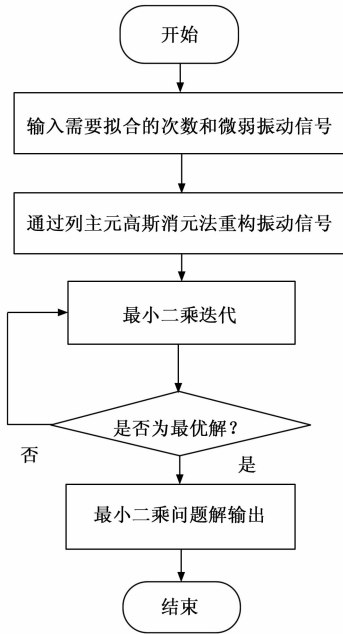 开始
输入需要拟合的次数和微弱振动信号
通过列主元高斯消元法重构振动信号
最小二乘迭代
是否为最优解？
否
是
最小二乘问题解输出
结束